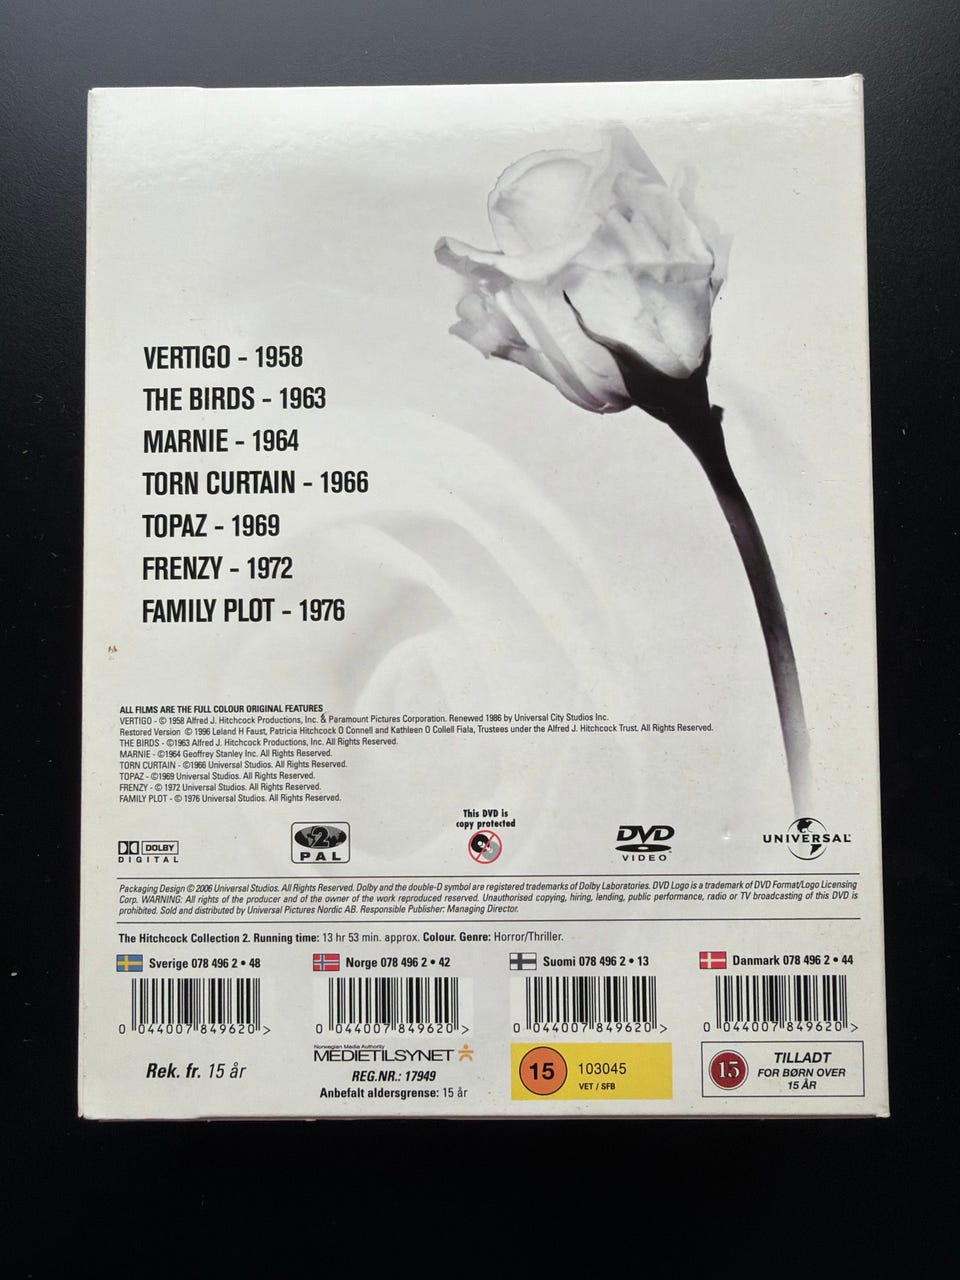 VERTIGO - 1958
THE BIRDS - 1963
MARNIE - 1964
TORN CURTAIN - 1966
TOPAZ - 1969
FRENZY - 1972
FAMILY PLOT - 1976
ALL FILMS ARE THE FULL COLOUR ORIGINAL FEATURES
VERTIGO - © 1958 Alfred J. Hitchcock Productions, Inc. & Paramount Pictures Corporation. Renewed 1986 by Universal City Studios Inc.
Restored Version © 1996 Leland H Faust, Patricia Hitchcock O Connell and Kathleen O Collell Fiala, Trustees under the Alfred J. Hitchcock Trust. All Rights Reserved.
THE BIRDS - ©1963 Alfred J. Hitchcock Productions, Inc. All Rights Reserved.
MARNIE - ©1964 Geoffrey Stanley Inc. All Rights Reserved.
TORN CURTAIN - ©1966 Universal Studios. All Rights Reserved.
TOPAZ - ©1969 Universal Studios. All Rights Reserved.
FRENZY - © 1972 Universal Studios. All Rights Reserved.
FAMILY PLOT - © 1976 Universal Studios. All Rights Reserved.
DOLBY
DIGITAL
2
PAL
This DVD is
copy protected
DVD
VIDEO
UNIVERSAL
Packaging Design © 2006 Universal Studios. All Rights Reserved. Dolby and the double-D symbol are registered trademarks of Dolby Laboratories. DVD Logo is a trademark of DVD Format/Logo Licensing
Corp. WARNING: All rights of the producer and of the owner of the work reproduced reserved. Unauthorised copying, hiring, lending, public performance, radio or TV broadcasting of this DVD is
prohibited. Sold and distributed by Universal Pictures Nordic AB. Responsible Publisher: Managing Director.
The Hitchcock Collection 2. Running time: 13 hr 53 min. approx. Colour. Genre: Horror/Thriller.
Sverige 078 496 2 • 48
Norge 078 496 2 • 42
Suomi 078 496 2 • 13
Danmark 078 496 2 • 44
0 044007 849620 >
0 044007 849620 >
0 044007 849620 >
0 044007 849620 >
Rek. fr. 15 år
Norwegian Media Authority
MEDIETILSYNET
REG.NR.: 17949
Anbefalt aldersgrense: 15 år
15
103045
VET / SFB
15
TILLADT
FOR BØRN OVER
15 ÅR